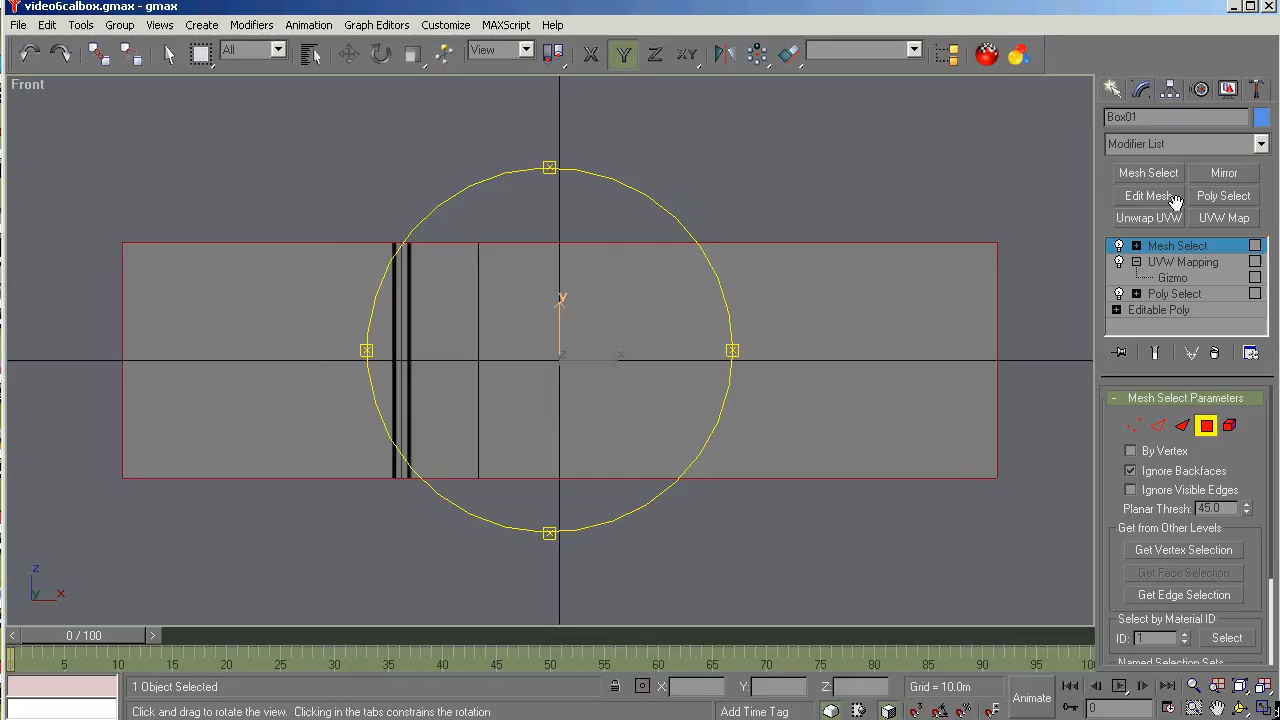 video6calbox.gmax - gmax
File Edit Tools Group Views Create Modifiers Animation Graph Editors Customize MAXScript Help
All View X Y Z XY
Front
Box01
Modifier List
Mesh Select Mirror
Edit Mesh Poly Select
Unwrap UVW UVW Map
Mesh Select
UVW Mapping
Gizmo
Poly Select
Editable Poly
Mesh Select Parameters
By Vertex
Ignore Backfaces
Ignore Visible Edges
Planar Thresh: 45.0
Get from Other Levels
Get Vertex Selection
Get Face Selection
Get Edge Selection
Select by Material ID
ID: 1 Select
Named Selection Sets
y
z x
z
y x
< 0 / 100 >
5 10 15 20 25 30 35 40 45 50 55 60 65 70 75 80 85 90 95 100
1 Object Selected X: Y: Z: Grid = 10.0m Animate
Click and drag to rotate the view. Clicking in the tabs constrains the rotation Add Time Tag 0